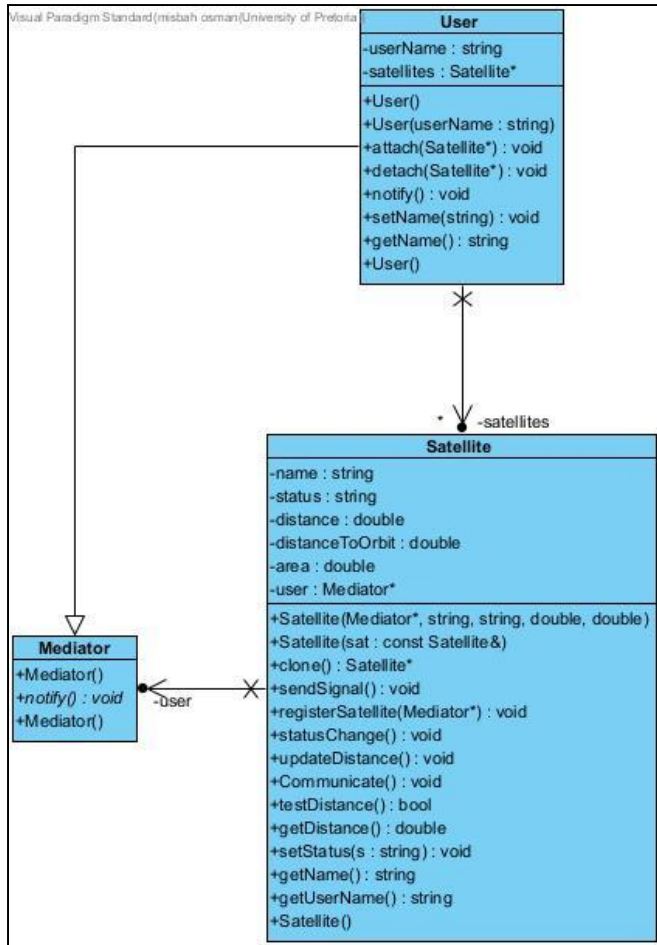 Visual Paradigm Standard(misbah osman(University of Pretoria
User
-userName : string
-satellites : Satellite*
+User()
+User(userName : string)
+attach(Satellite*) : void
+detach(Satellite*) : void
+notify() : void
+setName(string) : void
+getName() : string
+User()
* -satellites
Satellite
-name : string
-status : string
-distance : double
-distanceToOrbit : double
-area : double
-user : Mediator*
+Satellite(Mediator*, string, string, double, double)
+Satellite(sat : const Satellite&)
+clone() : Satellite*
+sendSignal() : void
+registerSatellite(Mediator*) : void
+statusChange() : void
+updateDistance() : void
+Communicate() : void
+testDistance() : bool
+getDistance() : double
+setStatus(s : string) : void
+getName() : string
+getUserName() : string
+Satellite()
Mediator
+Mediator()
+notify() : void
+Mediator()
-user